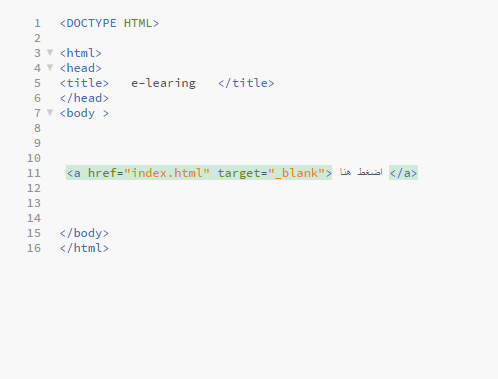 1 <DOCTYPE HTML>
2
3 <html>
4 <head>
5 <title>   e-learing   </title>
6 </head>
7 <body >
8
9
10
11 <a href="index.html" target="_blank"> اضغط هنا </a>
12
13
14
15 </body>
16 </html>